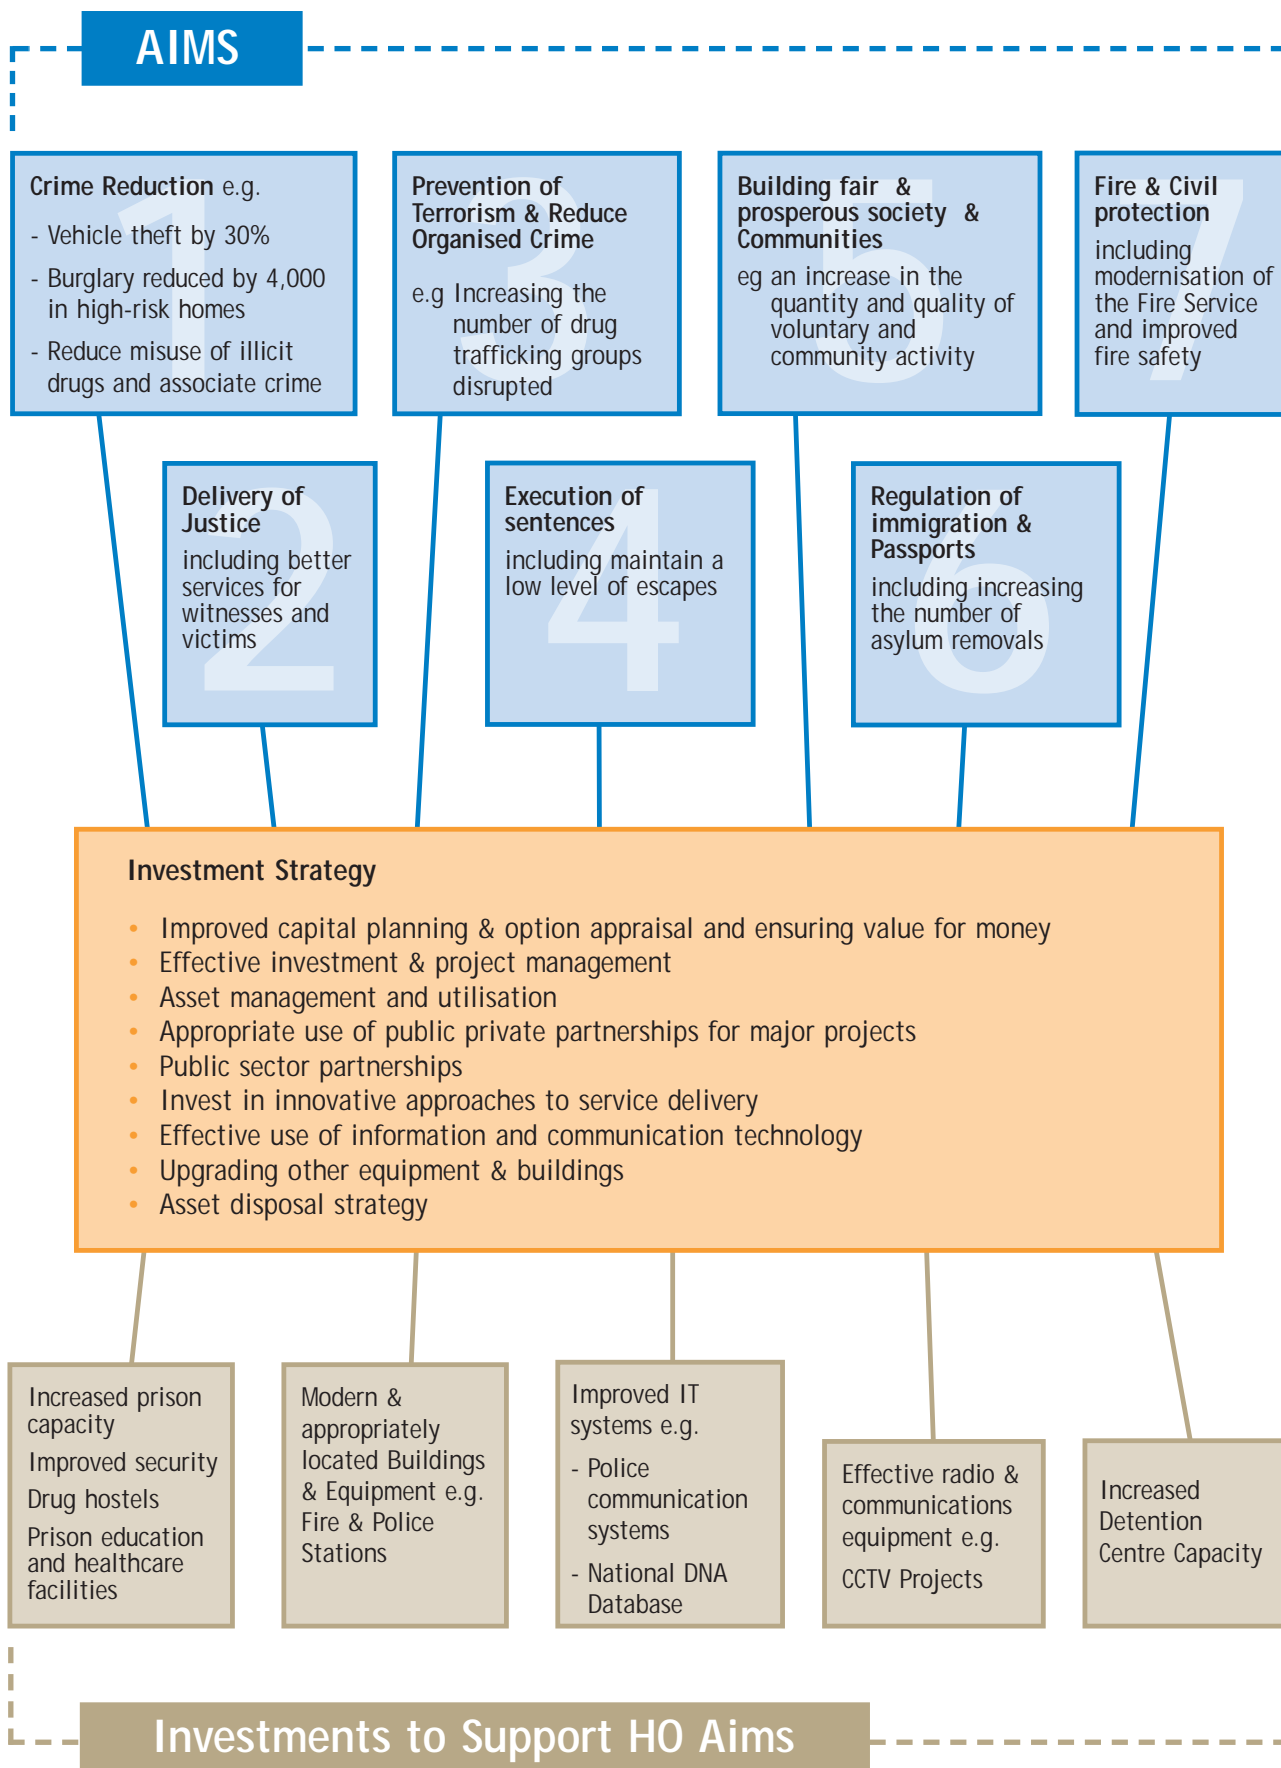 AIMS
1
Crime Reduction e.g.
- Vehicle theft by 30%
- Burglary reduced by 4,000
in high-risk homes
- Reduce misuse of illicit
drugs and associate crime
3
Prevention of
Terrorism & Reduce
Organised Crime
e.g Increasing the
number of drug
trafficking groups
disrupted
5
Building fair &
prosperous society &
Communities
eg an increase in the
quantity and quality of
voluntary and
community activity
7
Fire & Civil
protection
including
modernisation of
the Fire Service
and improved
fire safety
2
Delivery of
Justice
including better
services for
witnesses and
victims
4
Execution of
sentences
including maintain a
low level of escapes
6
Regulation of
immigration &
Passports
including increasing
the number of
asylum removals
Investment Strategy
• Improved capital planning & option appraisal and ensuring value for money
• Effective investment & project management
• Asset management and utilisation
• Appropriate use of public private partnerships for major projects
• Public sector partnerships
• Invest in innovative approaches to service delivery
• Effective use of information and communication technology
• Upgrading other equipment & buildings
• Asset disposal strategy
Increased prison
capacity
Improved security
Drug hostels
Prison education
and healthcare
facilities
Modern &
appropriately
located Buildings
& Equipment e.g.
Fire & Police
Stations
Improved IT
systems e.g.
- Police
communication
systems
- National DNA
Database
Effective radio &
communications
equipment e.g.
CCTV Projects
Increased
Detention
Centre Capacity
Investments to Support HO Aims